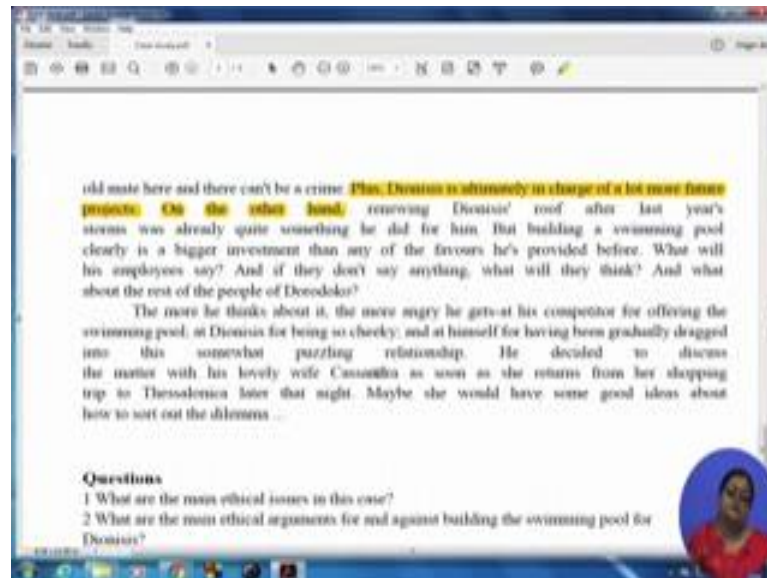 old mate here and there can't be a crime. Plus, Dionisis is ultimately in charge of a lot more future
projects. On the other hand, renewing Dionisis' roof after last year's
storms was already quite something he did for him. But building a swimming pool
clearly is a bigger investment than any of the favours he's provided before. What will
his employees say? And if they don't say anything, what will they think? And what
about the rest of the people of Dorodoko?
The more he thinks about it, the more angry he gets-at his competitor for offering the
swimming pool; at Dionisis for being so cheeky; and at himself for having been gradually dragged
into this somewhat puzzling relationship. He decided to discuss
the matter with his lovely wife Cassandra as soon as she returns from her shopping
trip to Thessalonica later that night. Maybe she would have some good ideas about
how to sort out the dilemma ...
Questions
1 What are the main ethical issues in this case?
2 What are the main ethical arguments for and against building the swimming pool for
Dionisis?